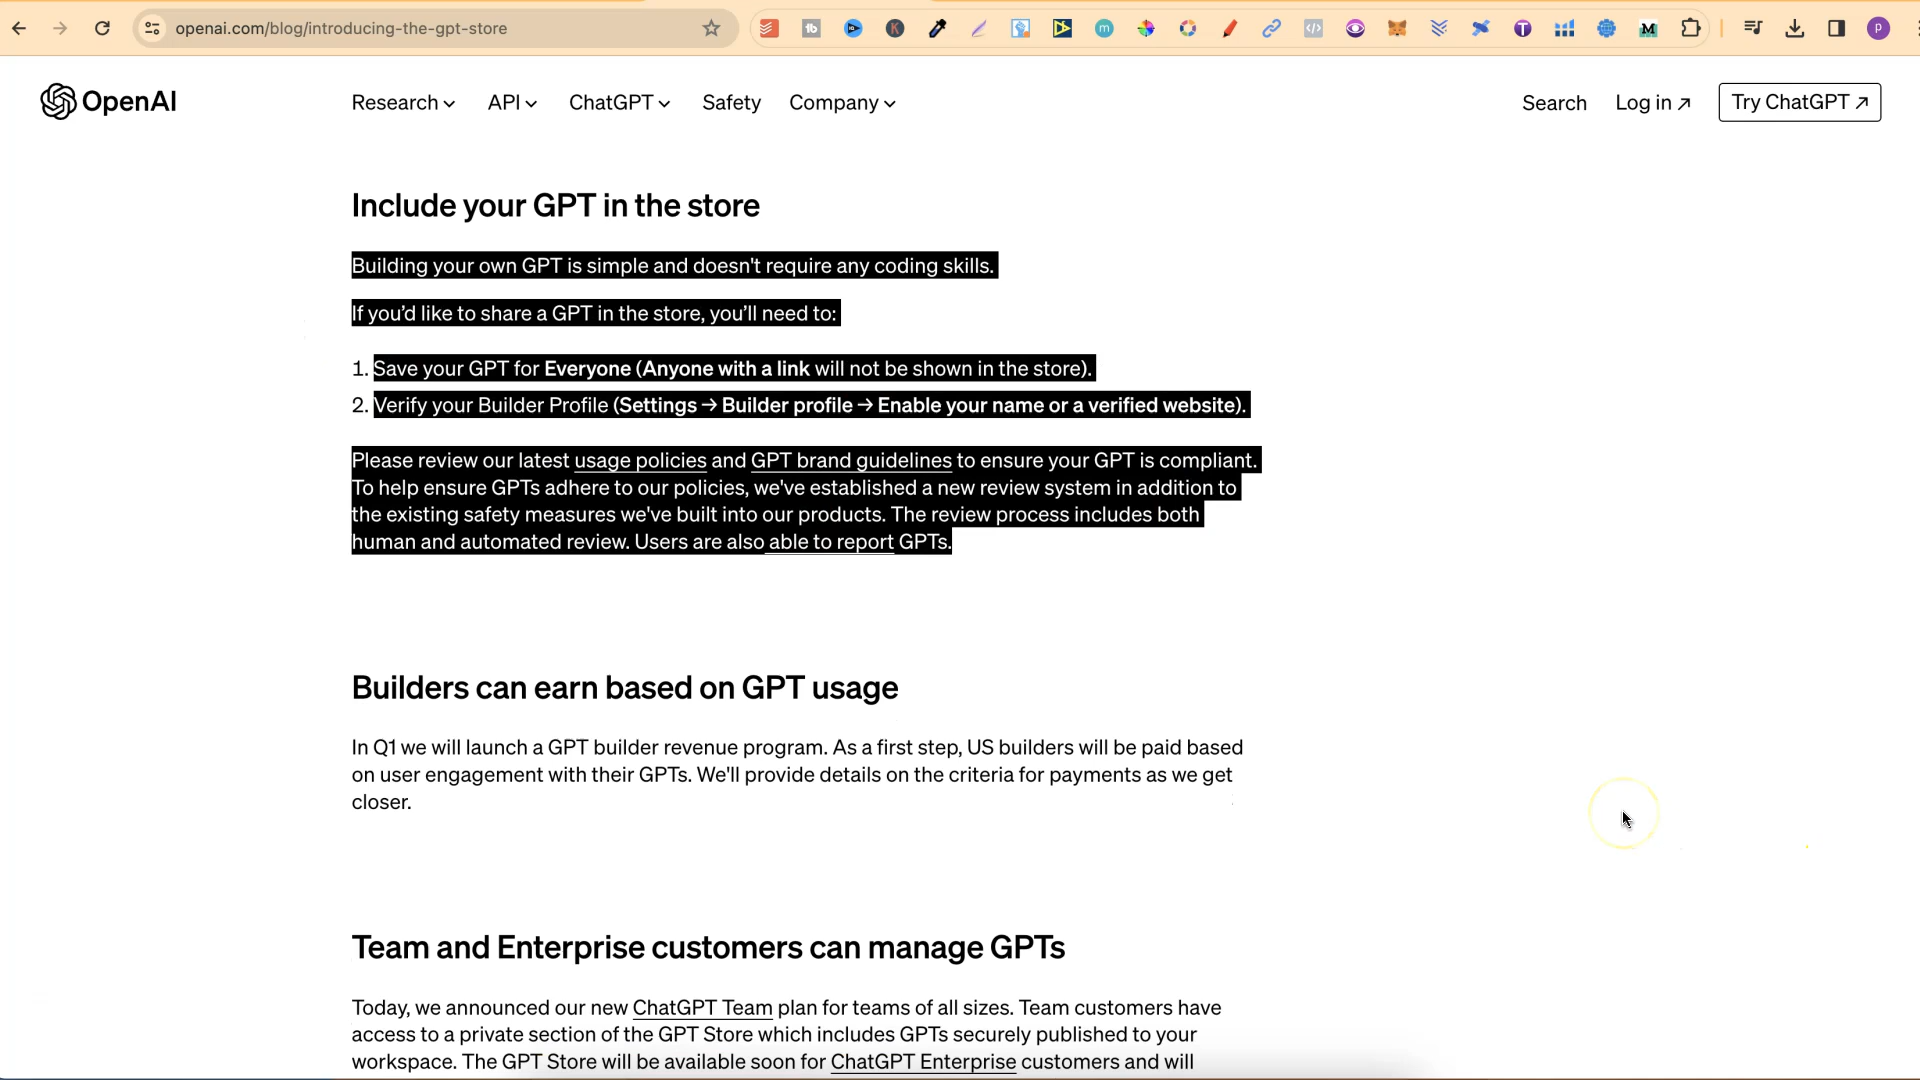 openai.com/blog/introducing-the-gpt-store
OpenAI
Research
API
ChatGPT
Safety
Company
Search
Log in ↗
Try ChatGPT ↗
Include your GPT in the store
Building your own GPT is simple and doesn't require any coding skills.
If you’d like to share a GPT in the store, you’ll need to:
1. Save your GPT for Everyone (Anyone with a link will not be shown in the store).
2. Verify your Builder Profile (Settings → Builder profile → Enable your name or a verified website).
Please review our latest usage policies and GPT brand guidelines to ensure your GPT is compliant.
To help ensure GPTs adhere to our policies, we've established a new review system in addition to
the existing safety measures we've built into our products. The review process includes both
human and automated review. Users are also able to report GPTs.
Builders can earn based on GPT usage
In Q1 we will launch a GPT builder revenue program. As a first step, US builders will be paid based
on user engagement with their GPTs. We'll provide details on the criteria for payments as we get
closer.
Team and Enterprise customers can manage GPTs
Today, we announced our new ChatGPT Team plan for teams of all sizes. Team customers have
access to a private section of the GPT Store which includes GPTs securely published to your
workspace. The GPT Store will be available soon for ChatGPT Enterprise customers and will